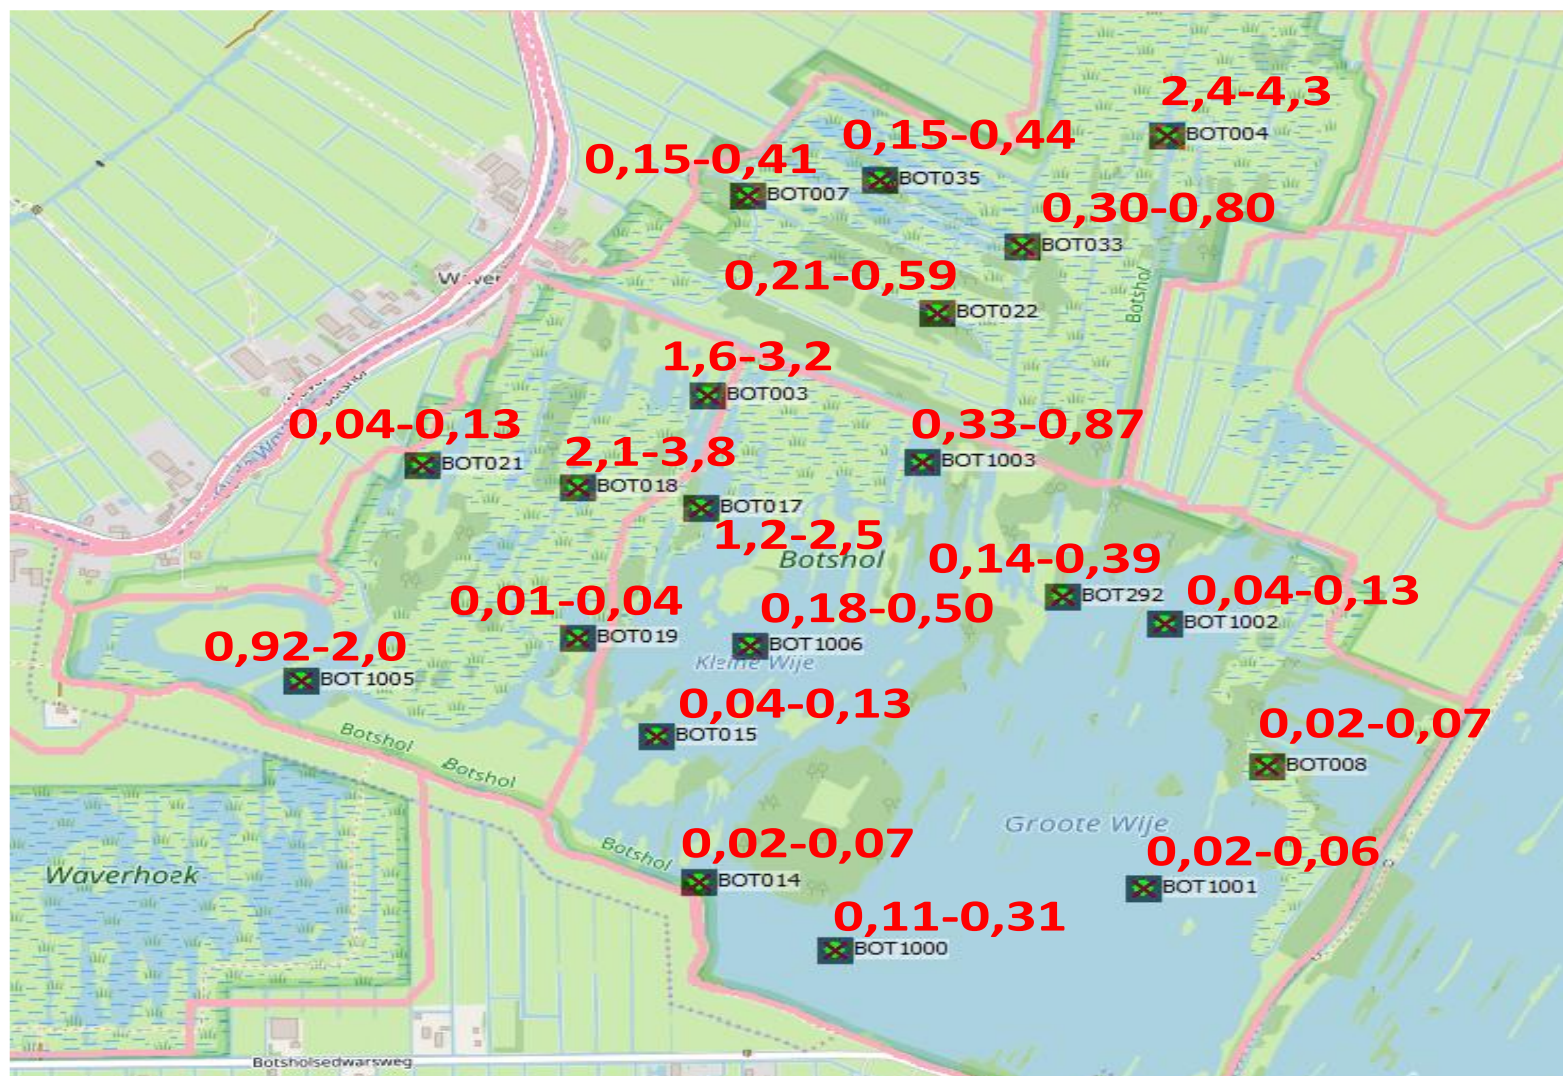 2,4-4,3
BOT004
0,15-0,44
BOT035
0,15-0,41
BOT007
0,30-0,80
BOT033
0,21-0,59
BOT022
Waver
Botshol
1,6-3,2
BOT003
Botshol
0,04-0,13
BOT021
2,1-3,8
BOT018
0,33-0,87
BOT1003
BOT017
1,2-2,5
Botshol
0,14-0,39
BOT292
0,04-0,13
BOT1002
0,01-0,04
BOT019
0,18-0,50
BOT1006
Kleine Wije
0,92-2,0
BOT1005
0,04-0,13
BOT015
0,02-0,07
BOT008
Botshol
Botshol
Groote Wije
Botshol
0,02-0,07
BOT014
0,02-0,06
BOT1001
Waverhoek
0,11-0,31
BOT1000
Botsholsedwarsweg